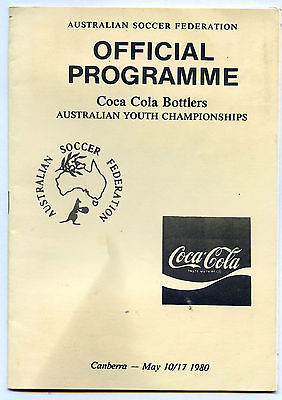 AUSTRALIAN SOCCER FEDERATION
OFFICIAL
PROGRAMME
Coca Cola Bottlers
AUSTRALIAN YOUTH CHAMPIONSHIPS
AUSTRALIAN SOCCER FEDERATION
Coca-Cola
Canberra — May 10/17 1980